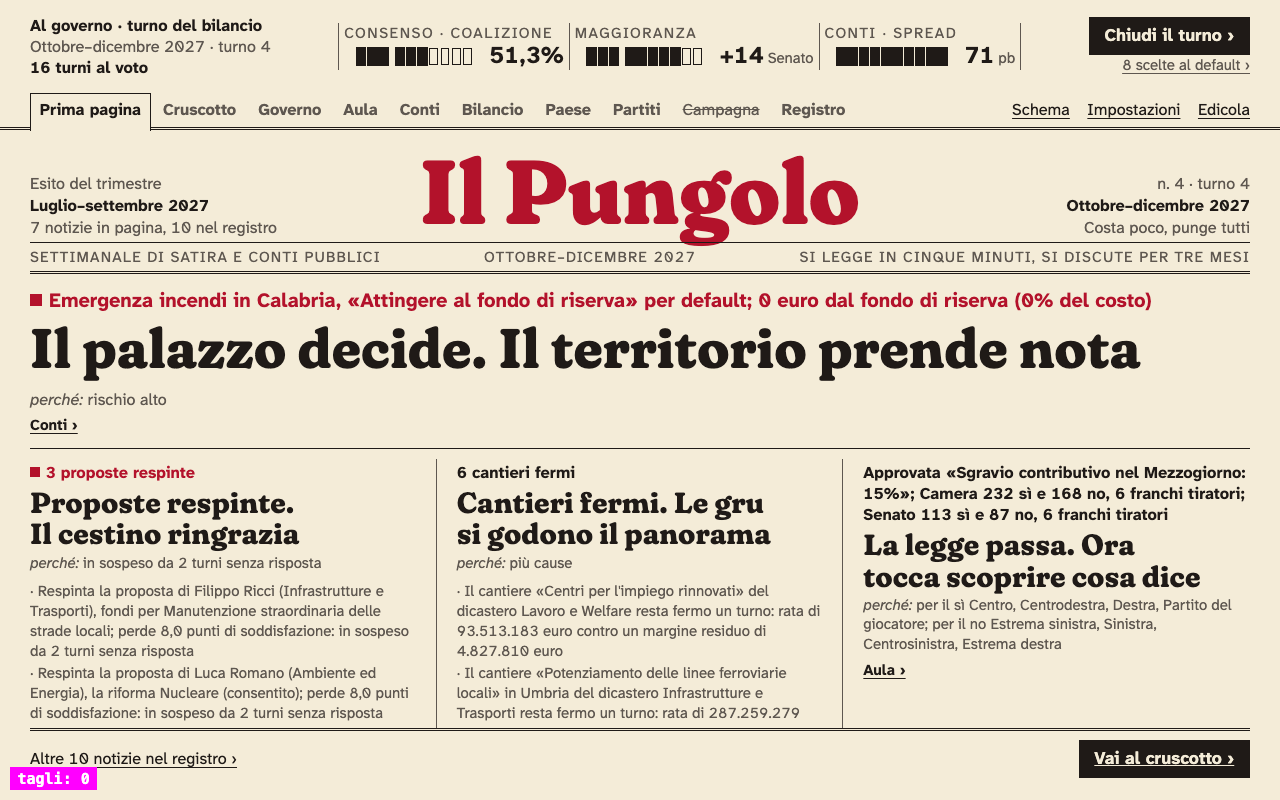 Al governo · turno del bilancio
Ottobre–dicembre 2027 · turno 4
16 turni al voto
CONSENSO · COALIZIONE
51,3%
MAGGIORANZA
+14 Senato
CONTI · SPREAD
71 pb
Chiudi il turno ›
8 scelte al default ›
Prima pagina Cruscotto Governo Aula Conti Bilancio Paese Partiti Campagna Registro Schema Impostazioni Edicola
Esito del trimestre
Luglio–settembre 2027
7 notizie in pagina, 10 nel registro
Il Pungolo
n. 4 · turno 4
Ottobre–dicembre 2027
Costa poco, punge tutti
SETTIMANALE DI SATIRA E CONTI PUBBLICI OTTOBRE–DICEMBRE 2027 SI LEGGE IN CINQUE MINUTI, SI DISCUTE PER TRE MESI
Emergenza incendi in Calabria, «Attingere al fondo di riserva» per default; 0 euro dal fondo di riserva (0% del costo)
Il palazzo decide. Il territorio prende nota
perché: rischio alto
Conti ›
3 proposte respinte
Proposte respinte.
Il cestino ringrazia
perché: in sospeso da 2 turni senza risposta
· Respinta la proposta di Filippo Ricci (Infrastrutture e
Trasporti), fondi per Manutenzione straordinaria delle
strade locali; perde 8,0 punti di soddisfazione: in sospeso
da 2 turni senza risposta
· Respinta la proposta di Luca Romano (Ambiente ed
Energia), la riforma Nucleare (consentito); perde 8,0 punti
di soddisfazione: in sospeso da 2 turni senza risposta
6 cantieri fermi
Cantieri fermi. Le gru
si godono il panorama
perché: più cause
· Il cantiere «Centri per l'impiego rinnovati» del
dicastero Lavoro e Welfare resta fermo un turno: rata di
93.513.183 euro contro un margine residuo di
4.827.810 euro
· Il cantiere «Potenziamento delle linee ferroviarie
locali» in Umbria del dicastero Infrastrutture e
Trasporti resta fermo un turno: rata di 287.259.279
Approvata «Sgravio contributivo nel Mezzogiorno:
15%»; Camera 232 sì e 168 no, 6 franchi tiratori;
Senato 113 sì e 87 no, 6 franchi tiratori
La legge passa. Ora
tocca scoprire cosa dice
perché: per il sì Centro, Centrodestra, Destra, Partito del
giocatore; per il no Estrema sinistra, Sinistra,
Centrosinistra, Estrema destra
Aula ›
Altre 10 notizie nel registro ›
Vai al cruscotto ›
tagli: 0